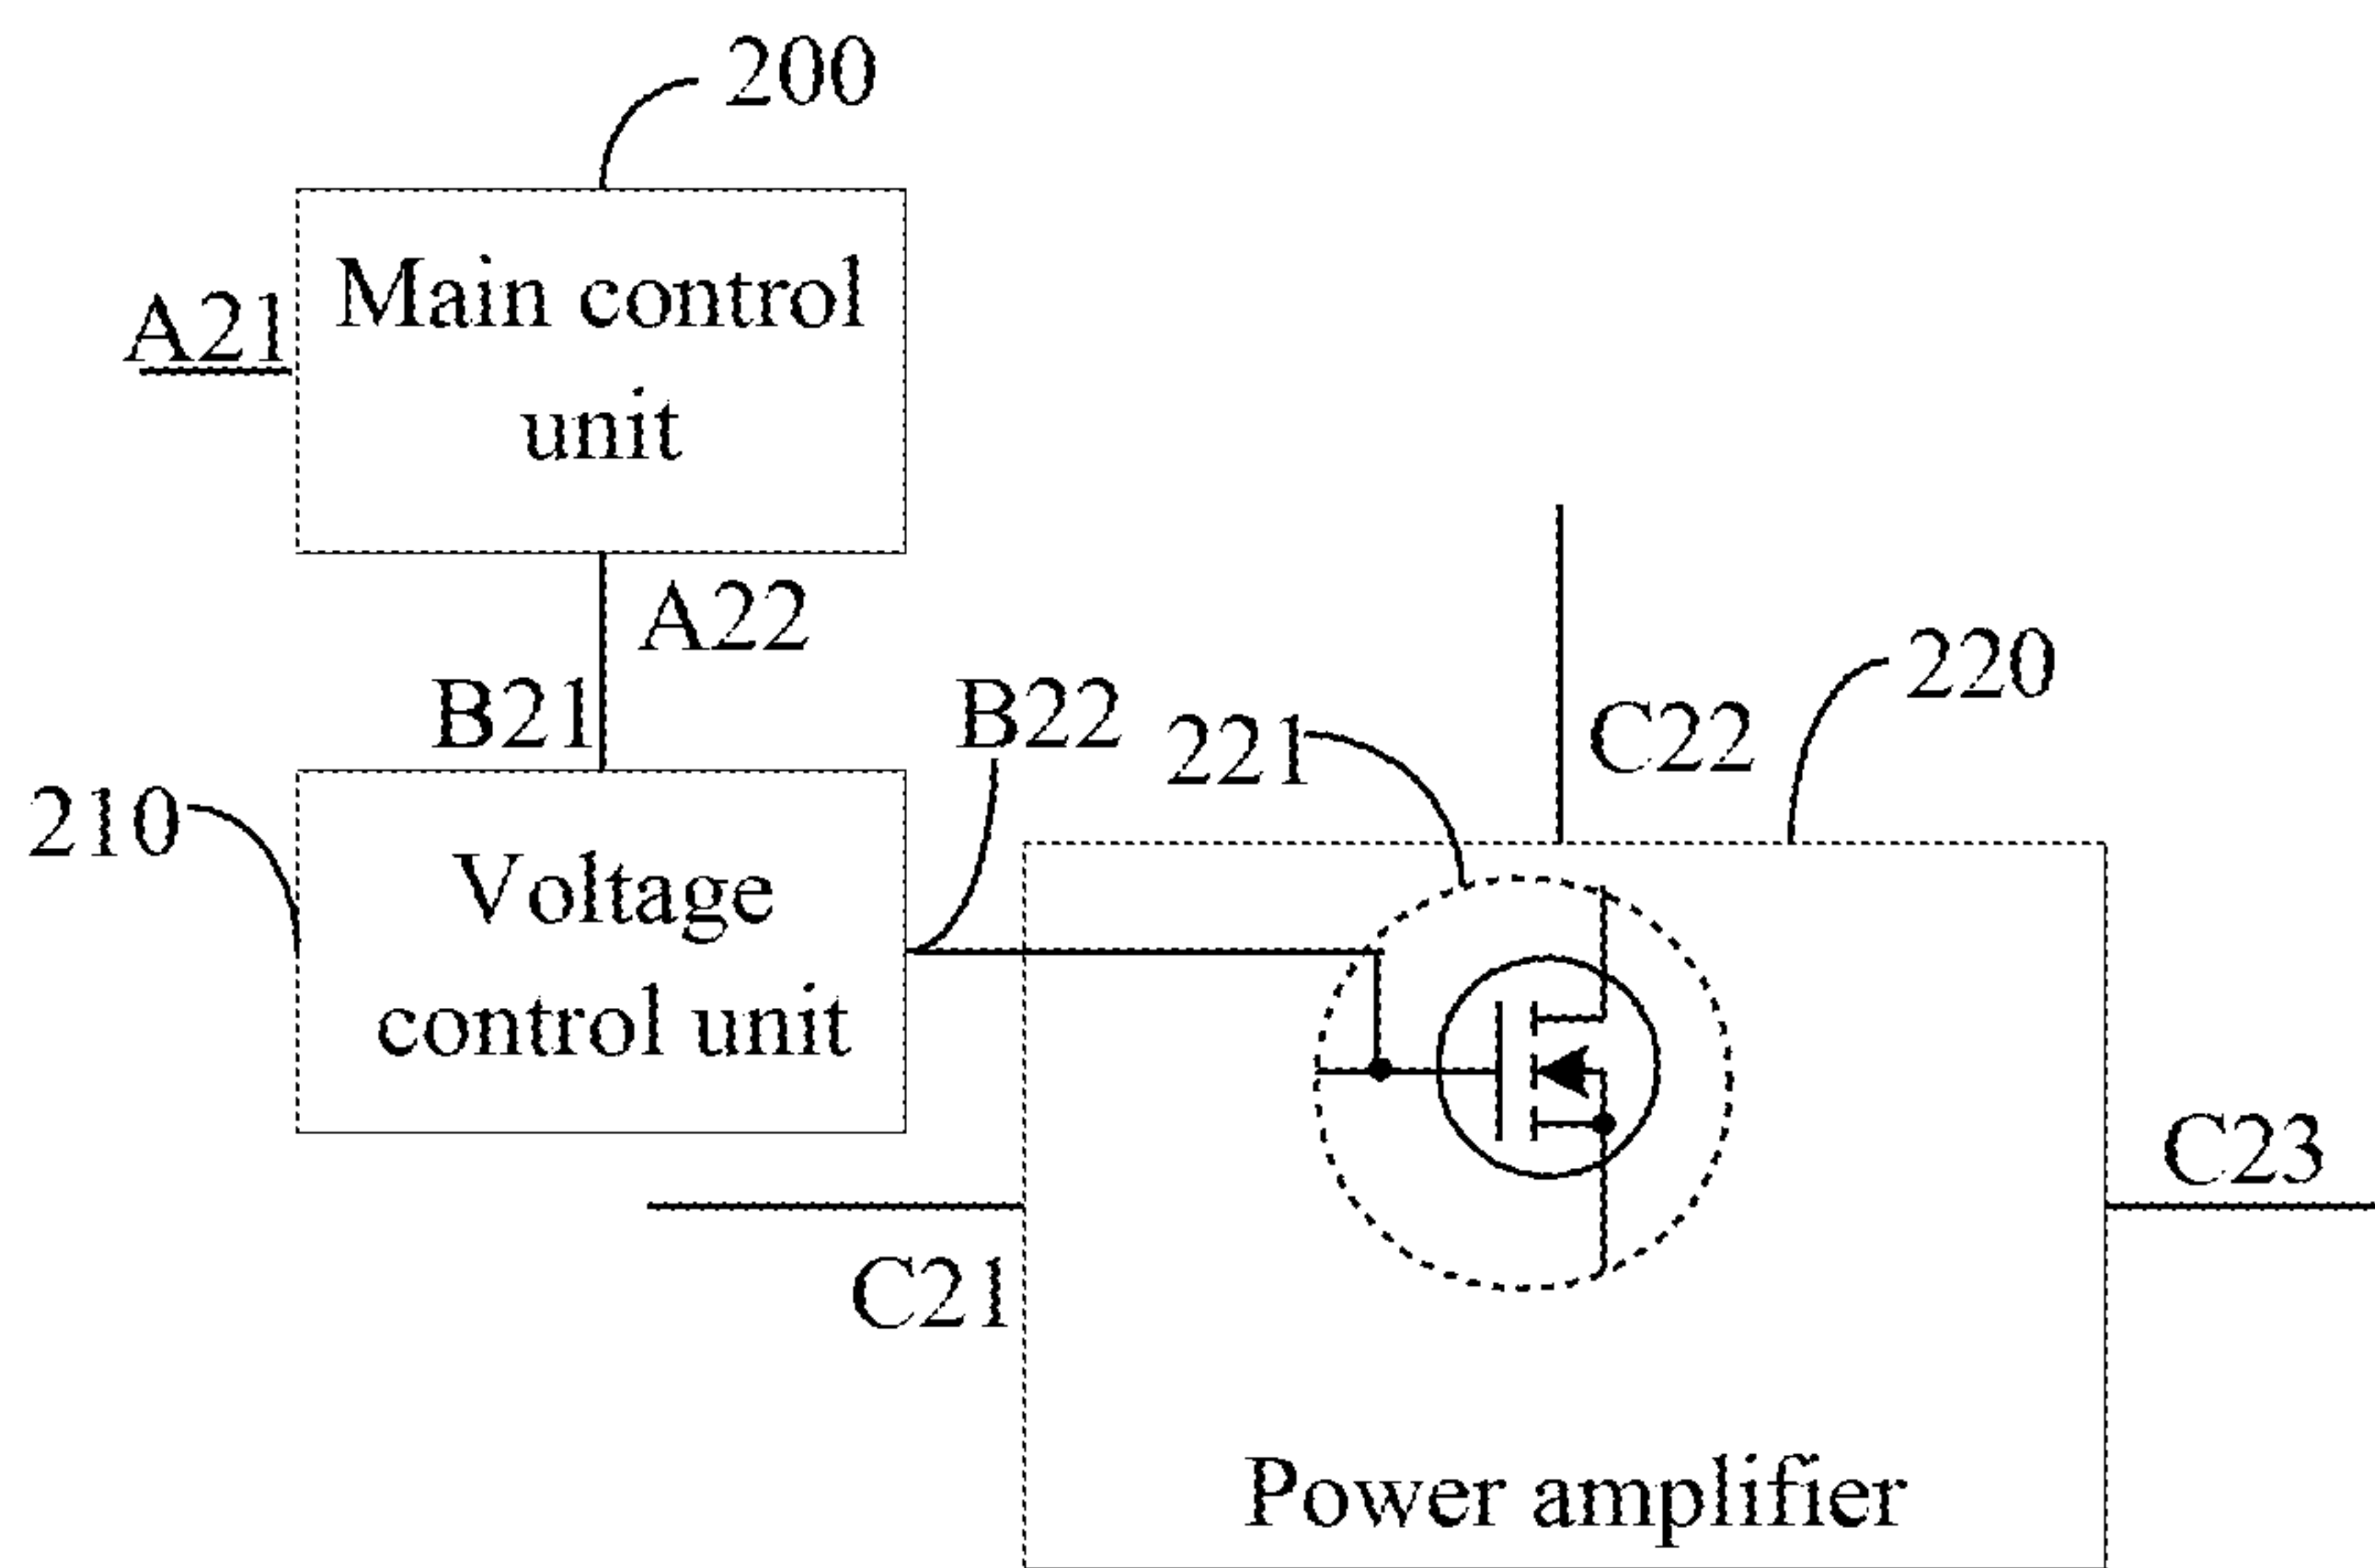 200
A21
Main control
unit
A22
B21
B22
221
C22
220
210
Voltage
control unit
C23
C21
Power amplifier